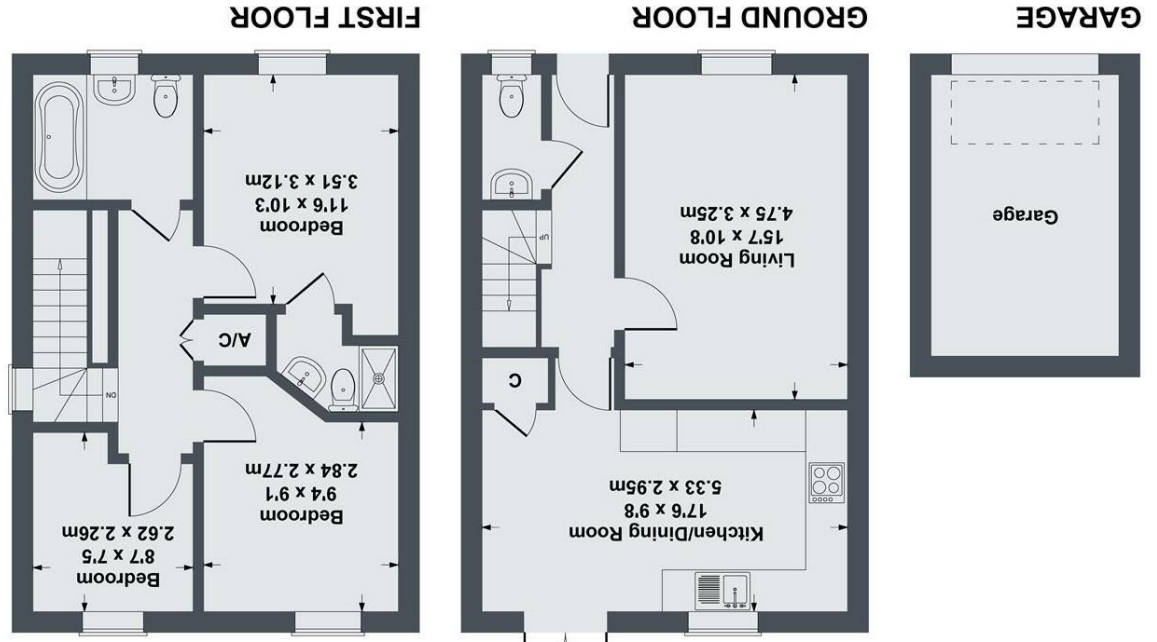 GARAGE
Garage
GROUND FLOOR
Kitchen/Dining Room
17'6 x 9'8
5.33 x 2.95m
C
UP
Living Room
15'7 x 10'8
4.75 x 3.25m
FIRST FLOOR
Bedroom
9'4 x 9'1
2.84 x 2.77m
Bedroom
8'7 x 7'5
2.62 x 2.26m
DN
A/C
Bedroom
11'6 x 10'3
3.51 x 3.12m